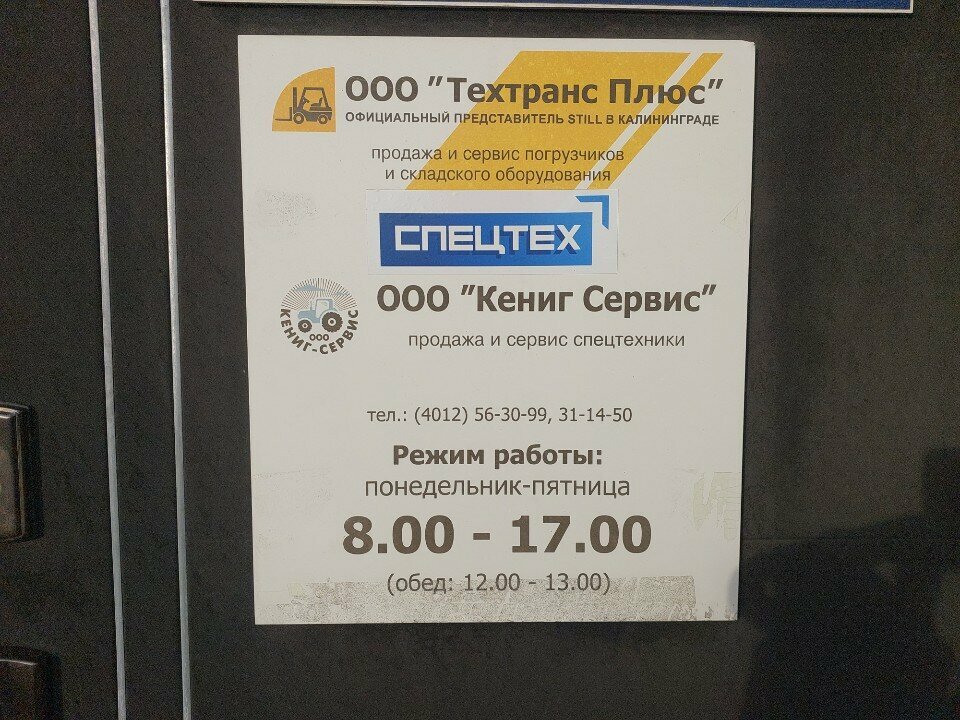 ООО "Техтранс Плюс"
ОФИЦИАЛЬНЫЙ ПРЕДСТАВИТЕЛЬ STILL В КАЛИНИНГРАДЕ
продажа и сервис погрузчиков
и складского оборудования
СПЕЦТЕХ
ООО "Кениг Сервис"
ООО
КЕНИГ-СЕРВИС
продажа и сервис спецтехники
тел.: (4012) 56-30-99, 31-14-50
Режим работы:
понедельник-пятница
8.00 - 17.00
(обед: 12.00 - 13.00)